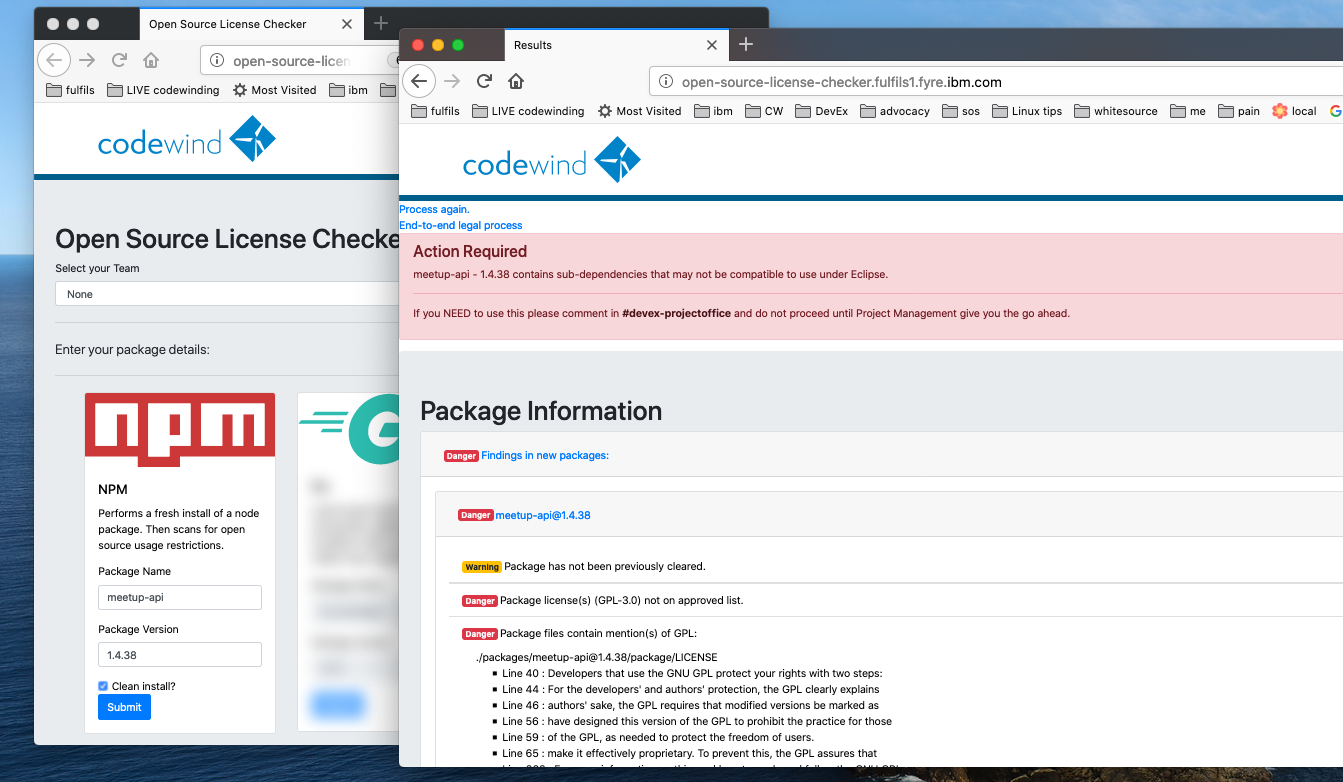 Open Source License Checker
open-source-licen
fulfils
LIVE codewinding
Most Visited
ibm
codewind
Open Source License Checke
Select your Team
None
Enter your package details:
npm
NPM
Performs a fresh install of a node
package. Then scans for open
source usage restrictions.
Package Name
meetup-api
Package Version
1.4.38
Clean install?
Submit
Results
open-source-license-checker.fulfils1.fyre.ibm.com
fulfils
LIVE codewinding
Most Visited
ibm
CW
DevEx
advocacy
sos
Linux tips
whitesource
me
pain
local
codewind
Process again.
End-to-end legal process
Action Required
meetup-api - 1.4.38 contains sub-dependencies that may not be compatible to use under Eclipse.
If you NEED to use this please comment in #devex-projectoffice and do not proceed until Project Management give you the go ahead.
Package Information
Danger Findings in new packages:
Danger meetup-api@1.4.38
Warning Package has not been previously cleared.
Danger Package license(s) (GPL-3.0) not on approved list.
Danger Package files contain mention(s) of GPL:
./packages/meetup-api@1.4.38/package/LICENSE
Line 40 : Developers that use the GNU GPL protect your rights with two steps:
Line 44 : For the developers' and authors' protection, the GPL clearly explains
Line 46 : authors' sake, the GPL requires that modified versions be marked as
Line 56 : have designed this version of the GPL to prohibit the practice for those
Line 59 : of the GPL, as needed to protect the freedom of users.
Line 65 : make it effectively proprietary. To prevent this, the GPL assures that